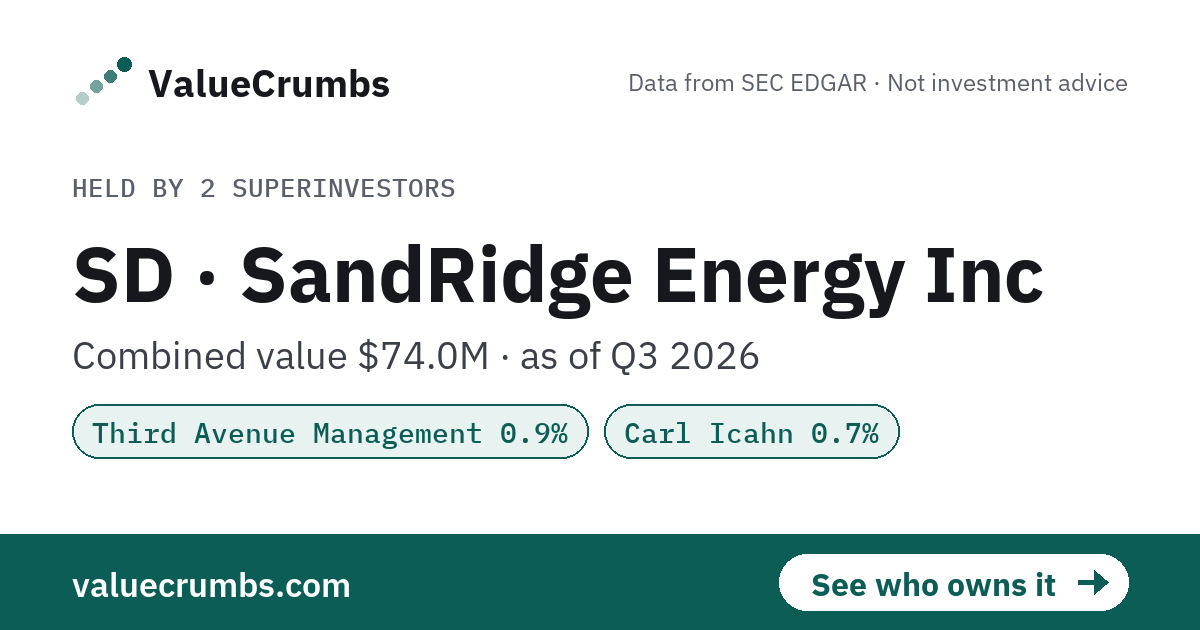 ValueCrumbs
Data from SEC EDGAR · Not investment advice
HELD BY 2 SUPERINVESTORS
SD · SandRidge Energy Inc
Combined value $74.0M · as of Q3 2026
Third Avenue Management 0.9%
Carl Icahn 0.7%
valuecrumbs.com
See who owns it →